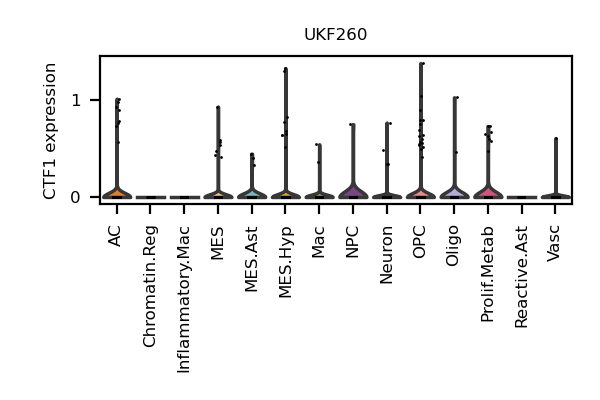 UKF260
CTF1 expression
1
0
AC
Chromatin.Reg
Inflammatory.Mac
MES
MES.Ast
MES.Hyp
Mac
NPC
Neuron
OPC
Oligo
Prolif.Metab
Reactive.Ast
Vasc